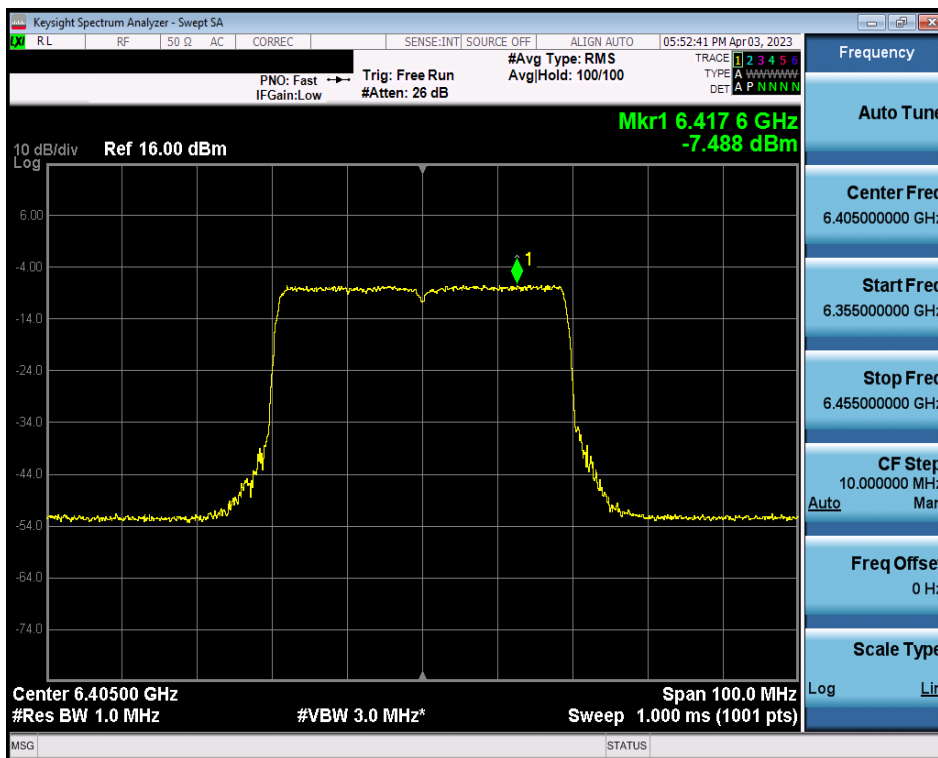 Keysight Spectrum Analyzer - Swept SA
LXI RL RF 50 Ω AC CORREC SENSE:INT SOURCE OFF ALIGN AUTO 05:52:41 PM Apr 03, 2023
PNO: Fast
IFGain:Low
Trig: Free Run
#Atten: 26 dB
#Avg Type: RMS
Avg|Hold: 100/100
TRACE 1 2 3 4 5 6
TYPE A WWWWW
DET A P N N N N
Mkr1 6.417 6 GHz
-7.488 dBm
10 dB/div Ref 16.00 dBm
Log
6.00
-4.00
-14.0
-24.0
-34.0
-44.0
-54.0
-64.0
-74.0
1
Center 6.40500 GHz Span 100.0 MHz
#Res BW 1.0 MHz #VBW 3.0 MHz* Sweep 1.000 ms (1001 pts)
MSG STATUS
Frequency
Auto Tune
Center Freq
6.405000000 GHz
Start Freq
6.355000000 GHz
Stop Freq
6.455000000 GHz
CF Step
10.000000 MHz
Auto Man
Freq Offset
0 Hz
Scale Type
Log Lin